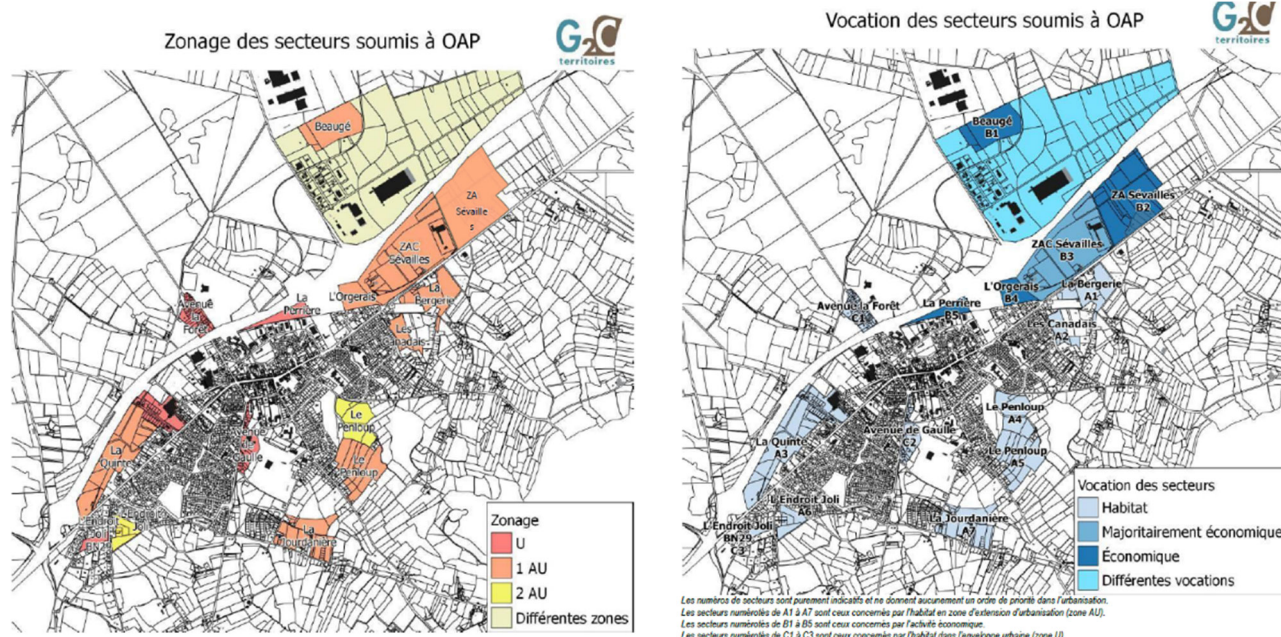 Zonage des secteurs soumis à OAP
G2C
territoires
Beaugé
ZA
Sévaille
s
ZAC
Sévailles
L'Orgerais
La
Bergerie
La
Perrière
Avenue
la
Forêt
Les
Canadais
Le
Penloup
Le
Penloup
Avenue
de
Gaulle
La
Quinte
L'Endroit
Joli
BN29
La
Jourdanière
Zonage
U
1 AU
2 AU
Différentes zones
Vocation des secteurs soumis à OAP
G2C
territoires
Beaugé
B1
ZA Sévailles
B2
ZAC Sévailles
B3
L'Orgerais
B4
La Bergerie
A1
Avenue la Forêt
C1
La Perrière
B5
Les Canadais
A2
Le Penloup
A4
Avenue de Gaulle
C2
La Quinte
A3
Le Penloup
A5
L'Endroit Joli
A6
L'Endroit Joli
BN29
C3
La Jourdanière
A7
Vocation des secteurs
Habitat
Majoritairement économique
Économique
Différentes vocations
Les numéros de secteurs sont purement indicatifs et ne donnent aucunement un ordre de priorité dans l'urbanisation.
Les secteurs numérotés de A1 à A7 sont ceux concernés par l'habitat en zone d'extension d'urbanisation (zone AU).
Les secteurs numérotés de B1 à B5 sont ceux concernés par l'activité économique.
Les secteurs numérotés de C1 à C3 sont ceux concernés par l'habitat dans l'enveloppe urbaine (zone U)